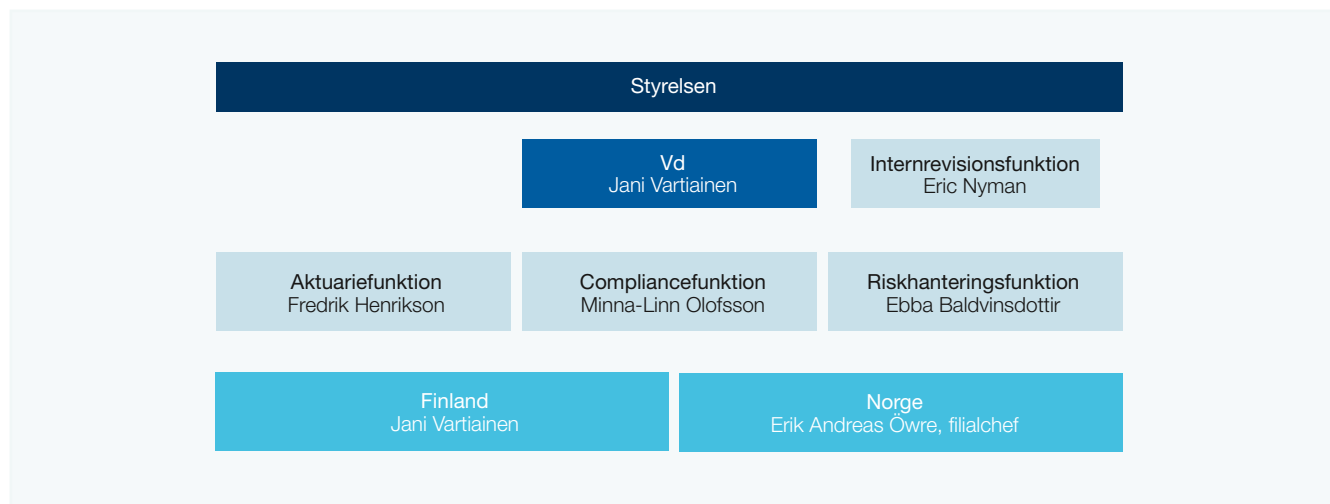 Styrelsen
Vd
Jani Vartiainen
Internrevisionsfunktion
Eric Nyman
Aktuariefunktion
Fredrik Henrikson
Compliancefunktion
Minna-Linn Olofsson
Riskhanteringsfunktion
Ebba Baldvinsdottir
Finland
Jani Vartiainen
Norge
Erik Andreas Öwre, filialchef